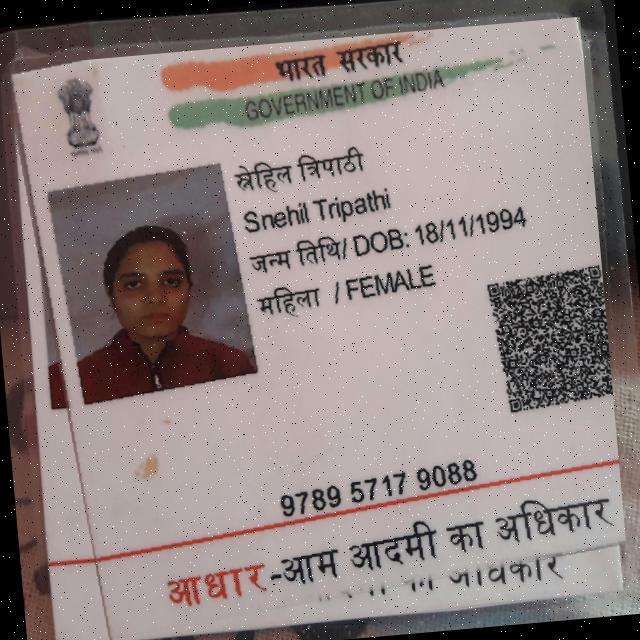 भारत सरकार
GOVERNMENT OF INDIA
स्नेहिल त्रिपाठी
Snehil Tripathi
जन्म तिथि/ DOB: 18/11/1994
महिला / FEMALE
9789 5717 9088
आधार-आम आदमी का अधिकार
का अधिकार